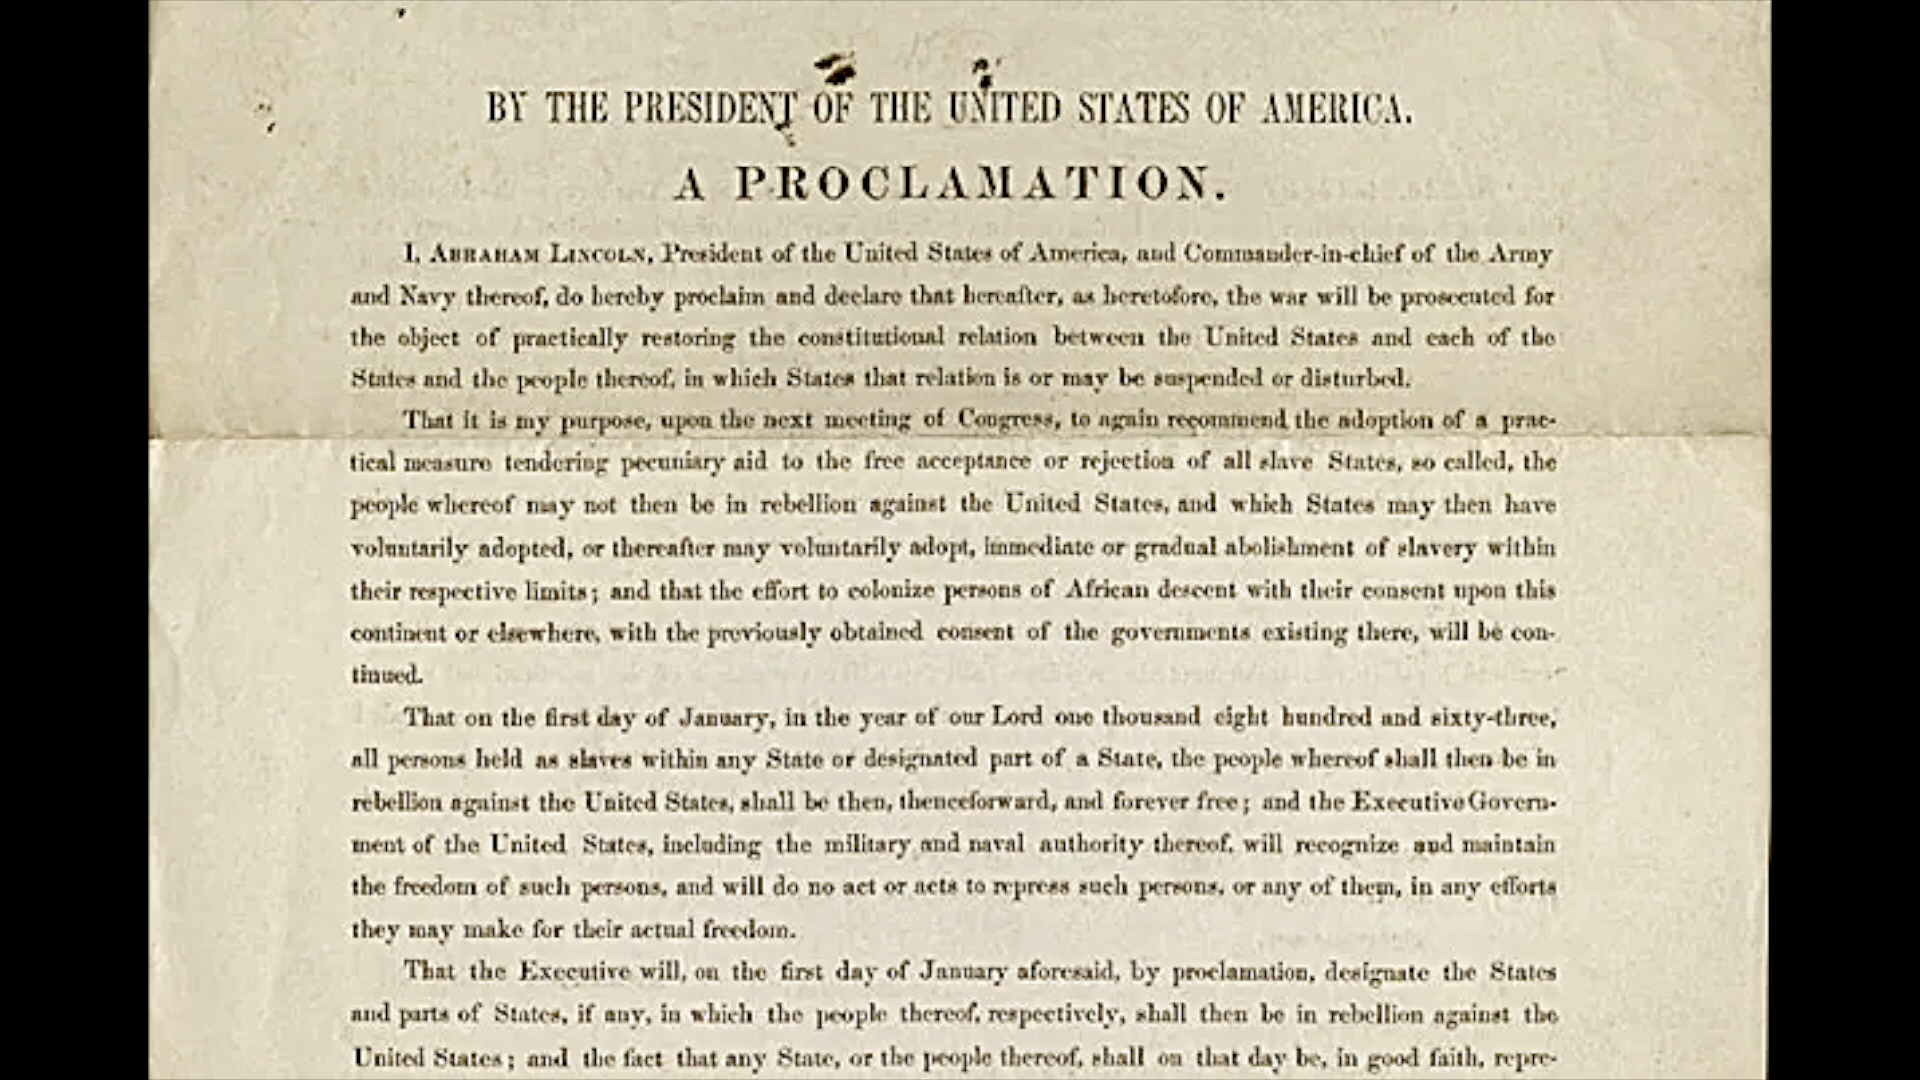 BY THE PRESIDENT OF THE UNITED STATES OF AMERICA.
A PROCLAMATION.
I, ABRAHAM LINCOLN, President of the United States of America, and Commander-in-chief of the Army
and Navy thereof, do hereby proclaim and declare that hereafter, as heretofore, the war will be prosecuted for
the object of practically restoring the constitutional relation between the United States and each of the
States and the people thereof, in which States that relation is or may be suspended or disturbed.
That it is my purpose, upon the next meeting of Congress, to again recommend the adoption of a prac-
tical measure tendering pecuniary aid to the free acceptance or rejection of all slave States, so called, the
people whereof may not then be in rebellion against the United States, and which States may then have
voluntarily adopted, or thereafter may voluntarily adopt, immediate or gradual abolishment of slavery within
their respective limits; and that the effort to colonize persons of African descent with their consent upon this
continent or elsewhere, with the previously obtained consent of the governments existing there, will be con-
tinued.
That on the first day of January, in the year of our Lord one thousand eight hundred and sixty-three,
all persons held as slaves within any State or designated part of a State, the people whereof shall then be in
rebellion against the United States, shall be then, thenceforward, and forever free; and the Executive Govern-
ment of the United States, including the military and naval authority thereof, will recognize and maintain
the freedom of such persons, and will do no act or acts to repress such persons, or any of them, in any efforts
they may make for their actual freedom.
That the Executive will, on the first day of January aforesaid, by proclamation, designate the States
and parts of States, if any, in which the people thereof, respectively, shall then be in rebellion against the
United States; and the fact that any State, or the people thereof, shall on that day be, in good faith, repre-